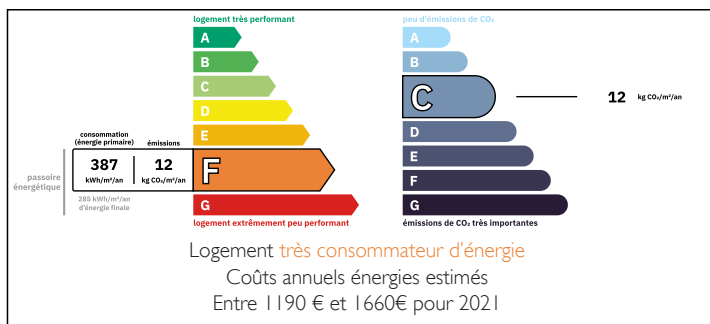 logement très performant
A
B
C
D
E
consommation
(énergie primaire)
émissions
387
kWh/m²/an
12
kg CO₂/m²/an
F
passoire
énergétique
285 kWh/m²/an
d'énergie finale
G
logement extrêmement peu performant
peu d'émissions de CO₂
A
B
C
12 kg CO₂/m²/an
D
E
F
G
émissions de CO₂ très importantes
Logement très consommateur d'énergie
Coûts annuels énergies estimés
Entre 1190 € et 1660€ pour 2021